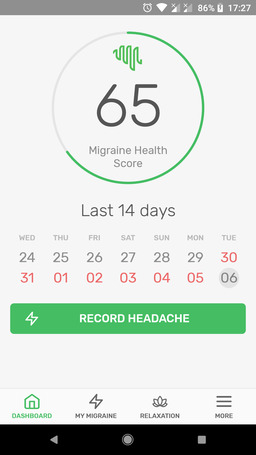 86% 17:27
65
Migraine Health
Score
Last 14 days
WED THU FRI SAT SUN MON TUE
24 25 26 27 28 29 30
31 01 02 03 04 05 06
RECORD HEADACHE
DASHBOARD MY MIGRAINE RELAXATION MORE